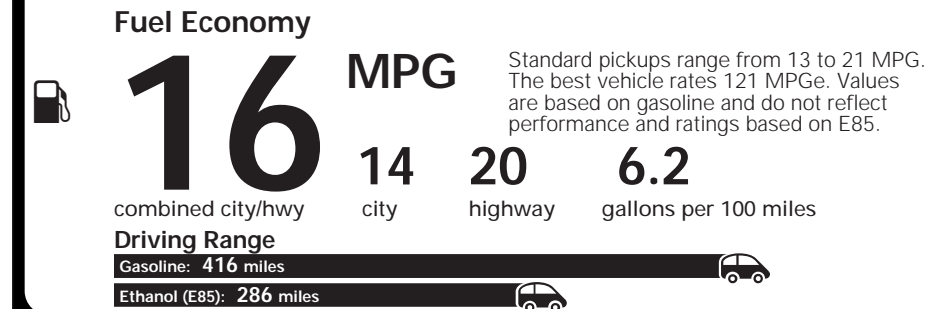 Fuel Economy
16 MPG
Standard pickups range from 13 to 21 MPG.
The best vehicle rates 121 MPGe. Values
are based on gasoline and do not reflect
performance and ratings based on E85.
14 20 6.2
combined city/hwy city highway gallons per 100 miles
Driving Range
Gasoline: 416 miles
Ethanol (E85): 286 miles